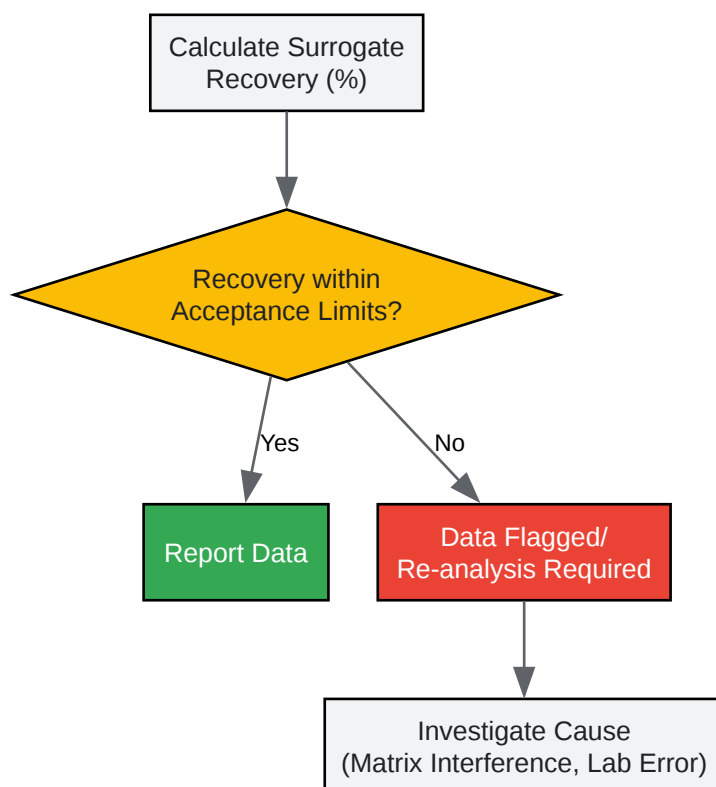 Calculate Surrogate
Recovery (%)
Recovery within
Acceptance Limits?
Yes
No
Report Data
Data Flagged/
Re-analysis Required
Investigate Cause
(Matrix Interference, Lab Error)